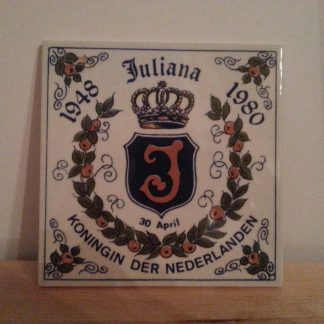 Juliana
1948 1980
J
30 April
KONINGIN DER NEDERLANDEN